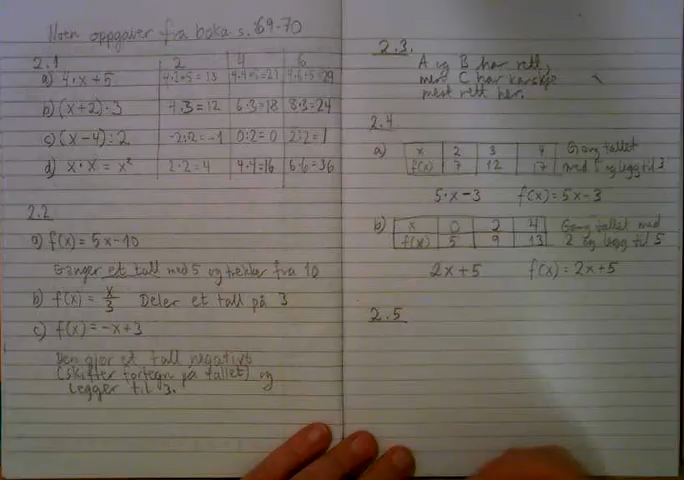 Noen oppgaver fra boka s. 69-70
2.1 2 4 6
a) 4·x+5 4·2+5=13 4·4+5=21 4·6+5=29
b) (x+2)·3 4·3=12 6·3=18 8·3=24
c) (x-4):2 -2:2=-1 0:2=0 2:2=1
d) x·x=x² 2·2=4 4·4=16 6·6=36
2.2
a) f(x)=5x-10
Ganger et tall med 5 og trekker fra 10
b) f(x)=x/3 Deler et tall på 3
c) f(x)=-x+3
Den gjør et tall negativt
(skifter fortegn på tallet) og
legger til 3.
2.3.
A og B har rett,
men C har kanskje
mest rett her.
2.4
a) x 2 3 4 Gang tallet
f(x) 7 12 17 med 5 og legg til 3
5·x-3 f(x)=5x-3
b) x 0 2 4 Gang tallet med
f(x) 5 9 13 2 og legg til 5
2x+5 f(x)=2x+5
2.5